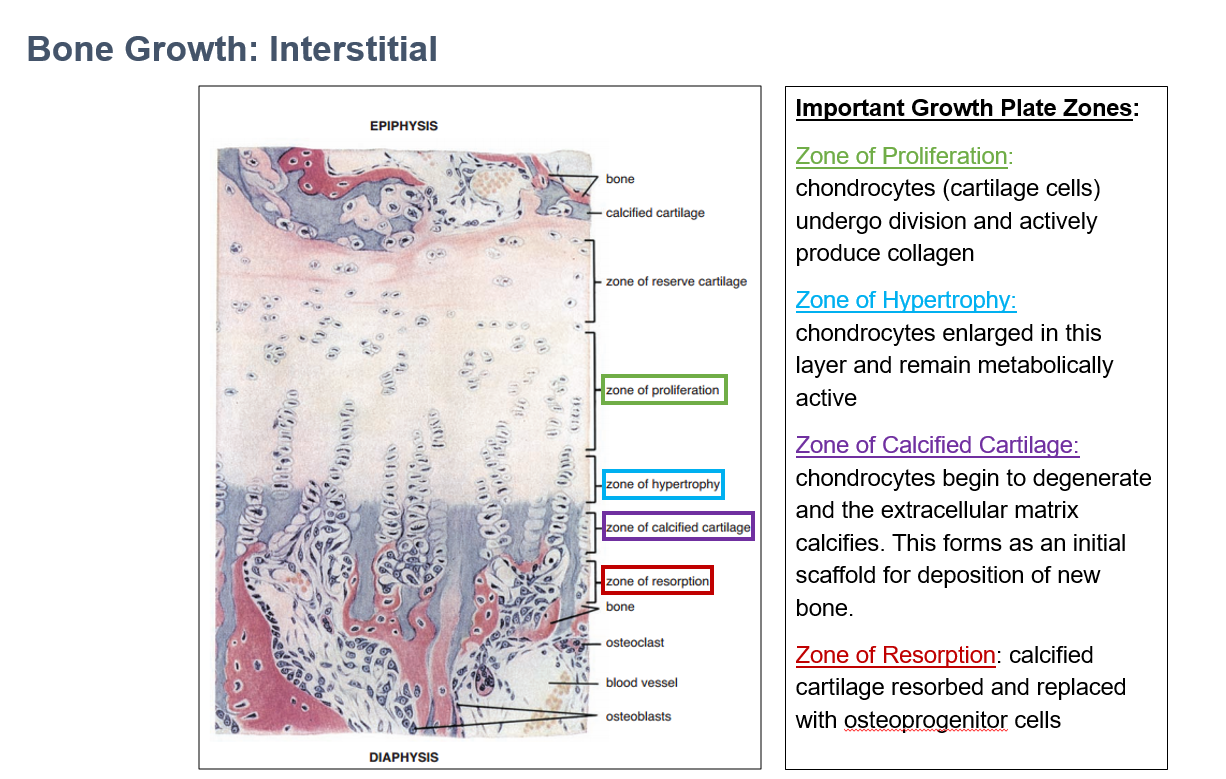 Bone Growth: Interstitial
EPIPHYSIS
bone
calcified cartilage
zone of reserve cartilage
zone of proliferation
zone of hypertrophy
zone of calcified cartilage
zone of resorption
bone
osteoclast
blood vessel
osteoblasts
DIAPHYSIS
Important Growth Plate Zones:
Zone of Proliferation:
chondrocytes (cartilage cells)
undergo division and actively
produce collagen
Zone of Hypertrophy:
chondrocytes enlarged in this
layer and remain metabolically
active
Zone of Calcified Cartilage:
chondrocytes begin to degenerate
and the extracellular matrix
calcifies. This forms as an initial
scaffold for deposition of new
bone.
Zone of Resorption: calcified
cartilage resorbed and replaced
with osteoprogenitor cells